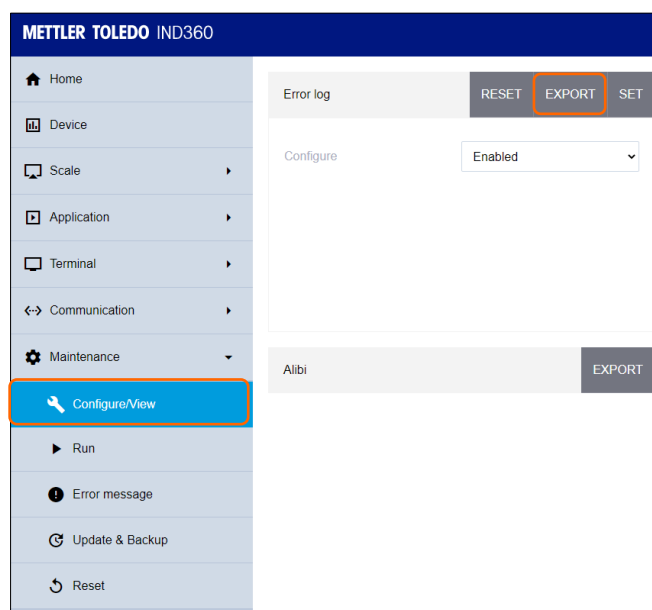 METTLER TOLEDO IND360
Home
Device
Scale
Application
Terminal
Communication
Maintenance
Configure/View
Run
Error message
Update & Backup
Reset
Error log
RESET
EXPORT
SET
Configure
Enabled
Alibi
EXPORT